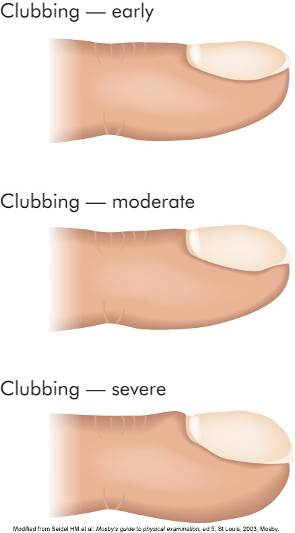 Clubbing — early
Clubbing — moderate
Clubbing — severe
Modified from Seidel HM et al: Mosby's guide to physical examination, ed 5, St Louis, 2003, Mosby.